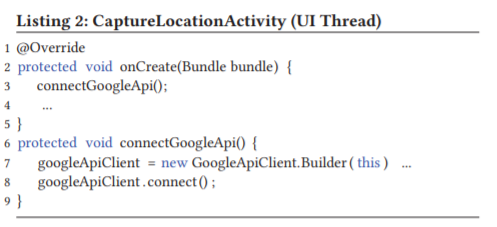 Listing 2: CaptureLocationActivity (UI Thread)
1 @Override
2 protected void onCreate(Bundle bundle) {
3 connectGoogleApi();
4 ...
5 }
6 protected void connectGoogleApi() {
7 googleApiClient = new GoogleApiClient.Builder( this ) ...
8 googleApiClient.connect();
9 }